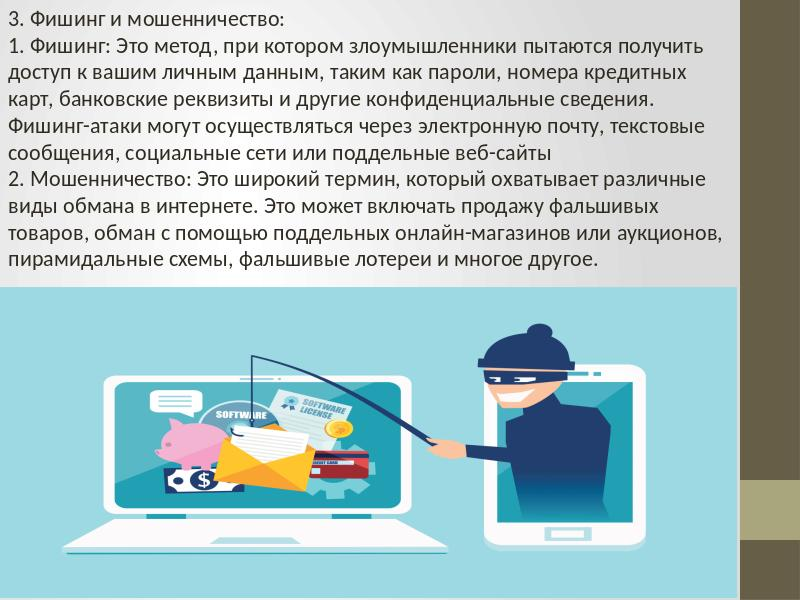 3. Фишинг и мошенничество:
1. Фишинг: Это метод, при котором злоумышленники пытаются получить
доступ к вашим личным данным, таким как пароли, номера кредитных
карт, банковские реквизиты и другие конфиденциальные сведения.
Фишинг-атаки могут осуществляться через электронную почту, текстовые
сообщения, социальные сети или поддельные веб-сайты
2. Мошенничество: Это широкий термин, который охватывает различные
виды обмана в интернете. Это может включать продажу фальшивых
товаров, обман с помощью поддельных онлайн-магазинов или аукционов,
пирамидальные схемы, фальшивые лотереи и многое другое.
SOFTWARE
SOFTWARE
LICENSE
CREDIT CARD
$